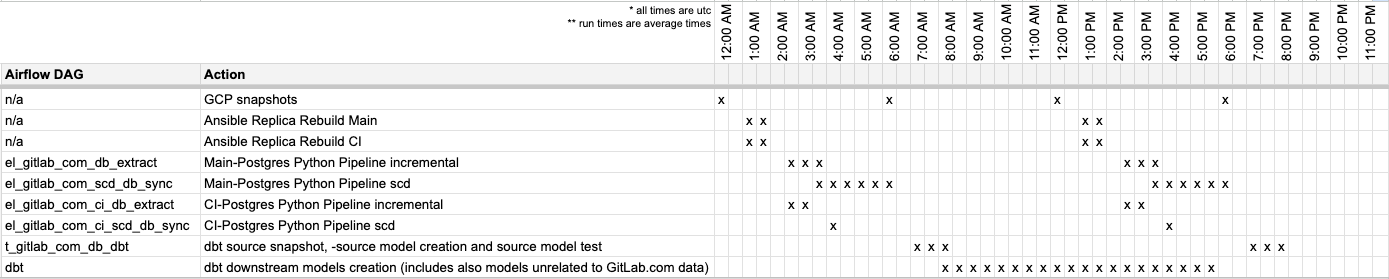 * all times are utc
** run times are average times
12:00 AM 1:00 AM 2:00 AM 3:00 AM 4:00 AM 5:00 AM 6:00 AM 7:00 AM 8:00 AM 9:00 AM 10:00 AM 11:00 AM 12:00 PM 1:00 PM 2:00 PM 3:00 PM 4:00 PM 5:00 PM 6:00 PM 7:00 PM 8:00 PM 9:00 PM 10:00 PM 11:00 PM
Airflow DAG Action
n/a GCP snapshots x x x x
n/a Ansible Replica Rebuild Main x x x x
n/a Ansible Replica Rebuild CI x x x x
el_gitlab_com_db_extract Main-Postgres Python Pipeline incremental x x x x x x
el_gitlab_com_scd_db_sync Main-Postgres Python Pipeline scd x x x x x x x x x x x x
el_gitlab_com_ci_db_extract CI-Postgres Python Pipeline incremental x x x x
el_gitlab_com_ci_scd_db_sync CI-Postgres Python Pipeline scd x x
t_gitlab_com_db_dbt dbt source snapshot, -source model creation and source model test x x x x x x
dbt dbt downstream models creation (includes also models unrelated to GitLab.com data) x x x x x x x x x x x x x x x x x x x x